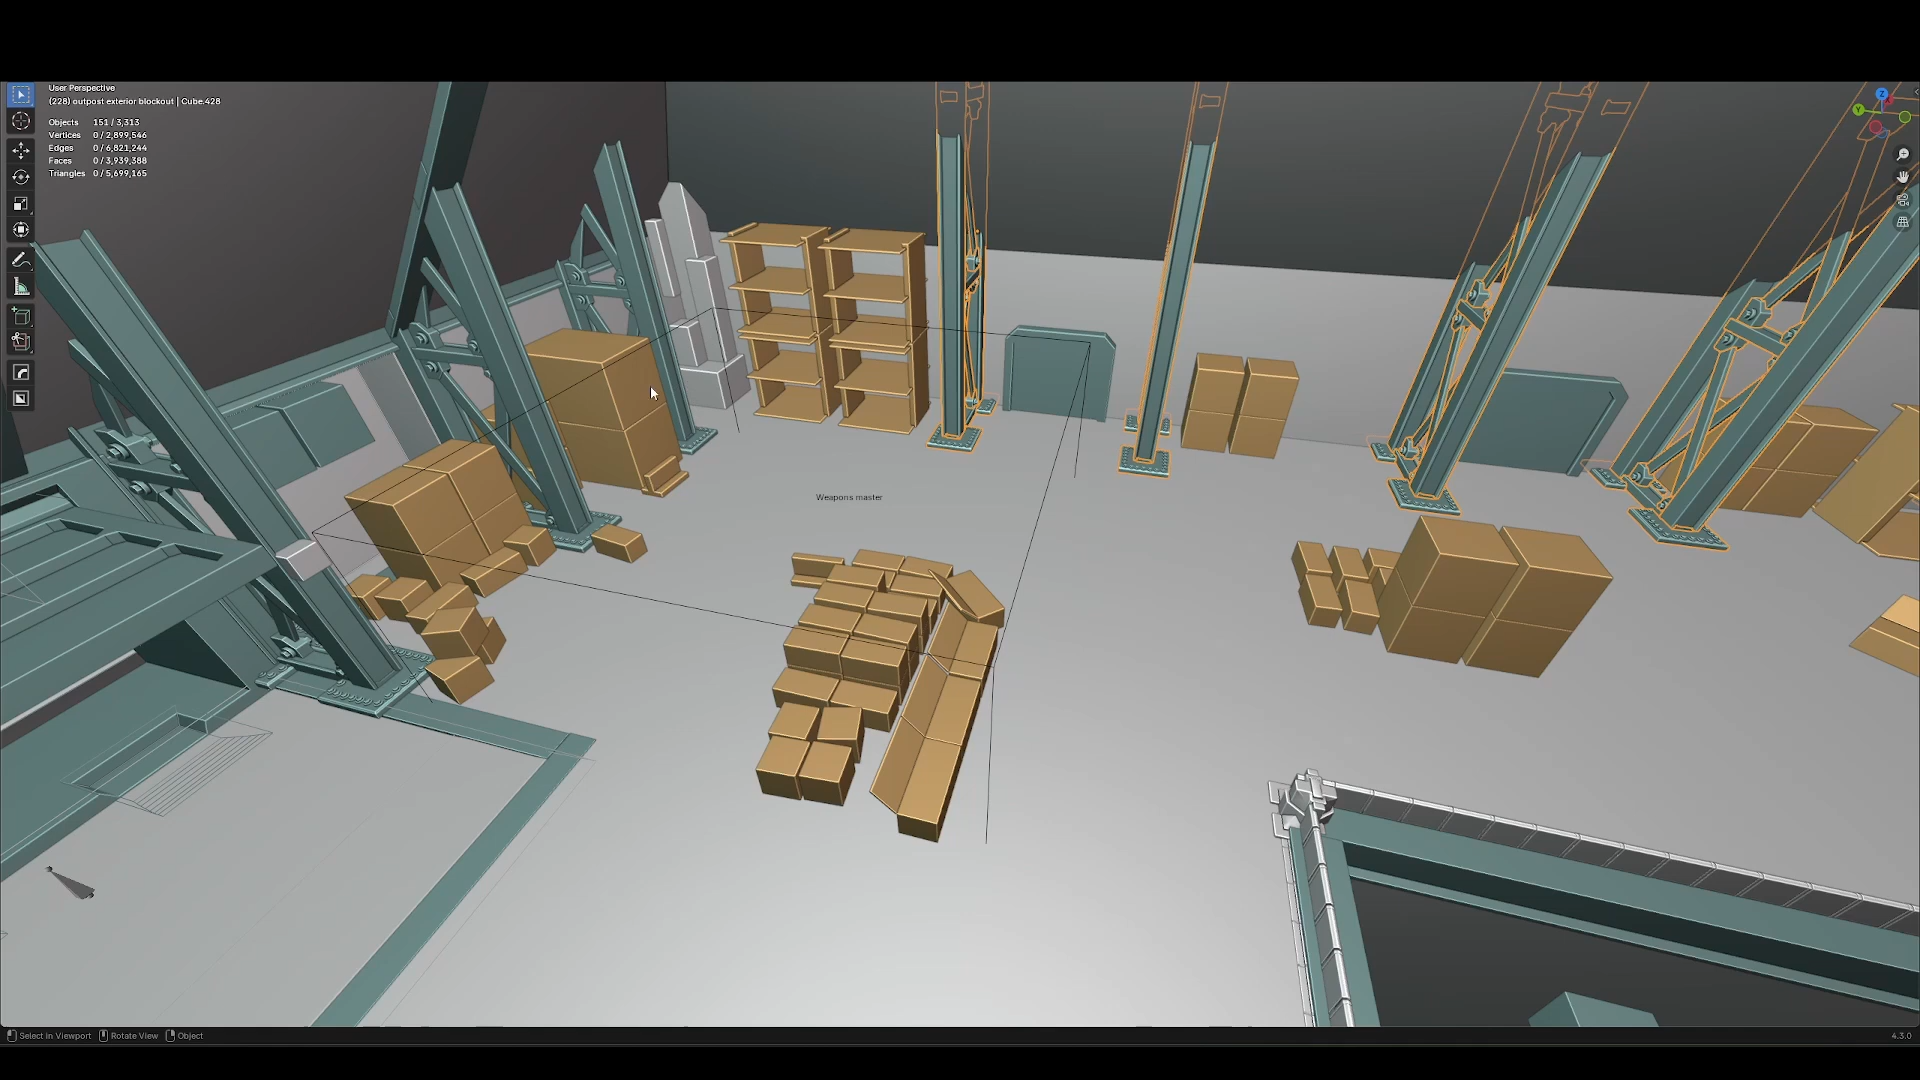 User Perspective
(228) outpost exterior blockout | Cube.428
Objects 151 / 3,313
Vertices 0 / 2,899,546
Edges 0 / 6,821,244
Faces 0 / 3,939,388
Triangles 0 / 5,699,165
Z
Y
Weapons master
Select in Viewport Rotate View Object 4.3.0